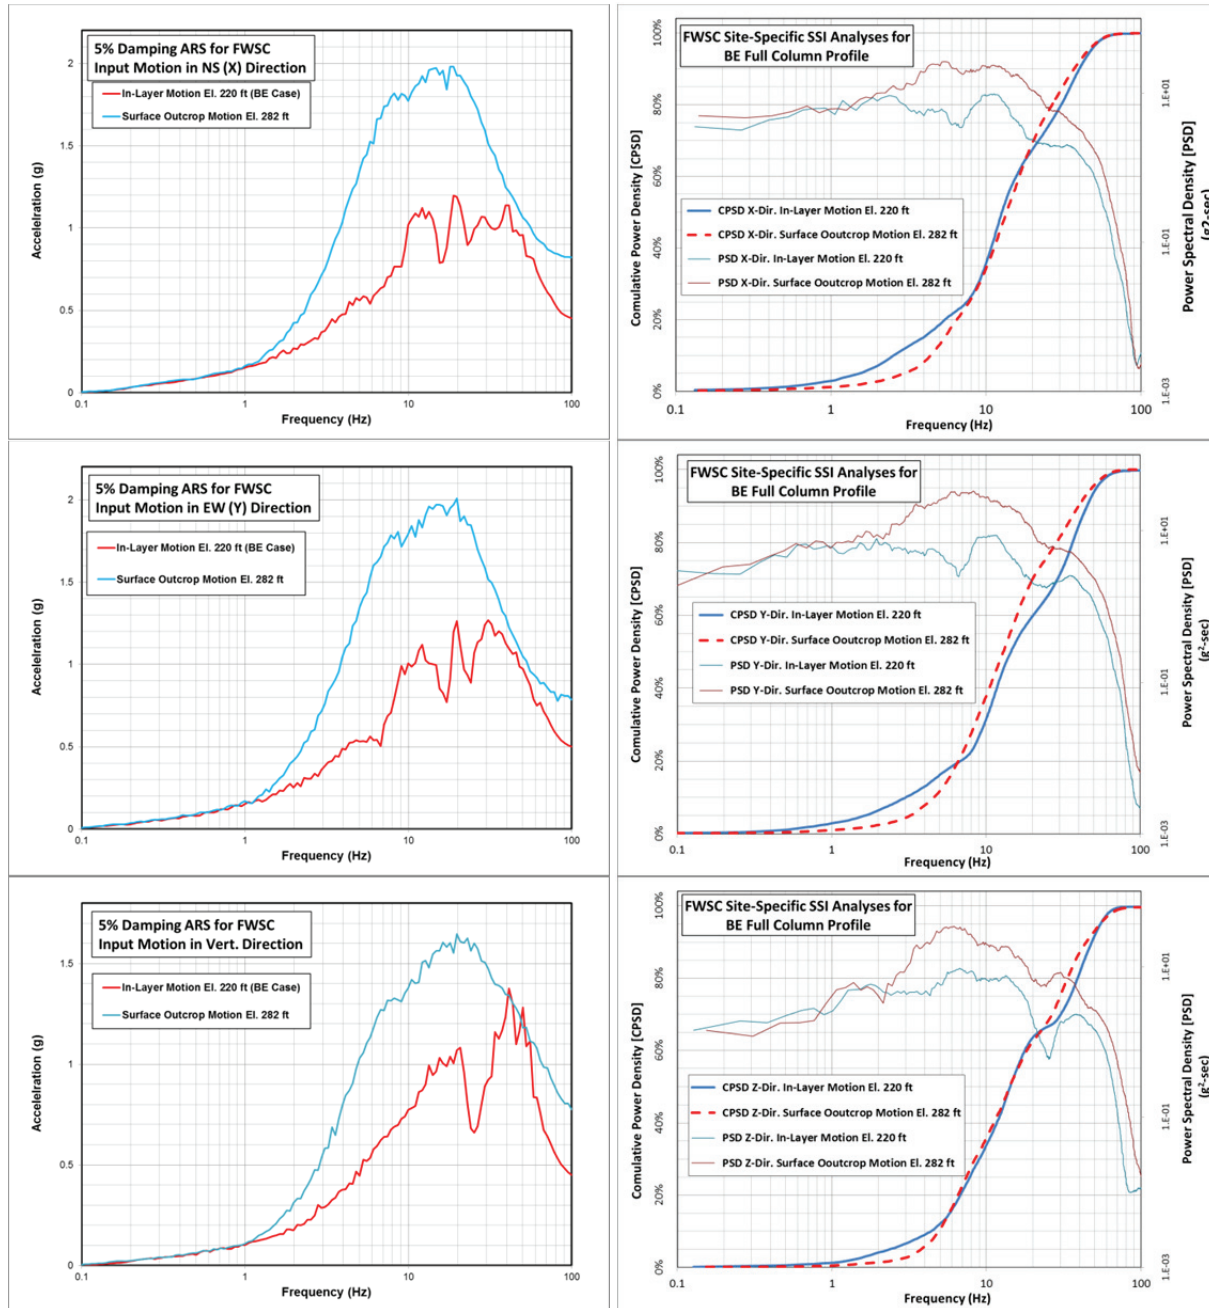 5% Damping ARS for FWSC
Input Motion in NS (X) Direction
In-Layer Motion El. 220 ft (BE Case)
Surface Outcrop Motion El. 282 ft
Accelelration (g)
2
1.5
1
0.5
0
0.1
1
10
100
Frequency (Hz)
FWSC Site-Specific SSI Analyses for
BE Full Column Profile
CPSD X-Dir. In-Layer Motion El. 220 ft
CPSD X-Dir. Surface Ooutcrop Motion El. 282 ft
PSD X-Dir. In-Layer Motion El. 220 ft
PSD X-Dir. Surface Ooutcrop Motion El. 282 ft
Comulative Power Density [CPSD]
100%
80%
60%
40%
20%
0%
0.1
1
10
100
Frequency (Hz)
1.E+01
1.E-01
1.E-03
Power Spectral Density [PSD]
(g²-sec)
5% Damping ARS for FWSC
Input Motion in EW (Y) Direction
In-Layer Motion El. 220 ft (BE Case)
Surface Outcrop Motion El. 282 ft
Accelelration (g)
2
1.5
1
0.5
0
0.1
1
10
100
Frequency (Hz)
FWSC Site-Specific SSI Analyses for
BE Full Column Profile
CPSD Y-Dir. In-Layer Motion El. 220 ft
CPSD Y-Dir. Surface Ooutcrop Motion El. 282 ft
PSD Y-Dir. In-Layer Motion El. 220 ft
PSD Y-Dir. Surface Ooutcrop Motion El. 282 ft
Comulative Power Density [CPSD]
100%
80%
60%
40%
20%
0%
0.1
1
10
100
Frequency (Hz)
1.E+01
1.E-01
1.E-03
Power Spectral Density [PSD]
(g²-sec)
5% Damping ARS for FWSC
Input Motion in Vert. Direction
In-Layer Motion El. 220 ft (BE Case)
Surface Outcrop Motion El. 282 ft
Accelelration (g)
1.5
1
0.5
0
0.1
1
10
100
Frequency (Hz)
FWSC Site-Specific SSI Analyses for
BE Full Column Profile
CPSD Z-Dir. In-Layer Motion El. 220 ft
CPSD Z-Dir. Surface Ooutcrop Motion El. 282 ft
PSD Z-Dir. In-Layer Motion El. 220 ft
PSD Z-Dir. Surface Ooutcrop Motion El. 282 ft
Comulative Power Density [CPSD]
100%
80%
60%
40%
20%
0%
0.1
1
10
100
Frequency (Hz)
1.E+01
1.E-01
1.E-03
Power Spectral Density [PSD]
(g²-sec)